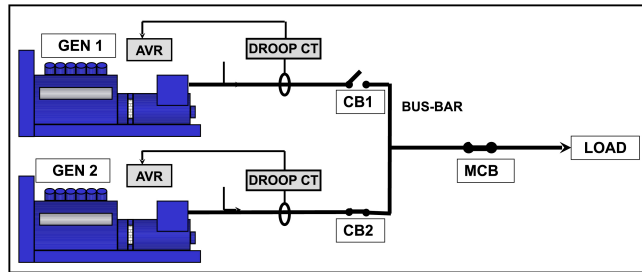 GEN 1
AVR
DROOP CT
CB1
BUS-BAR
LOAD
MCB
GEN 2
AVR
DROOP CT
CB2